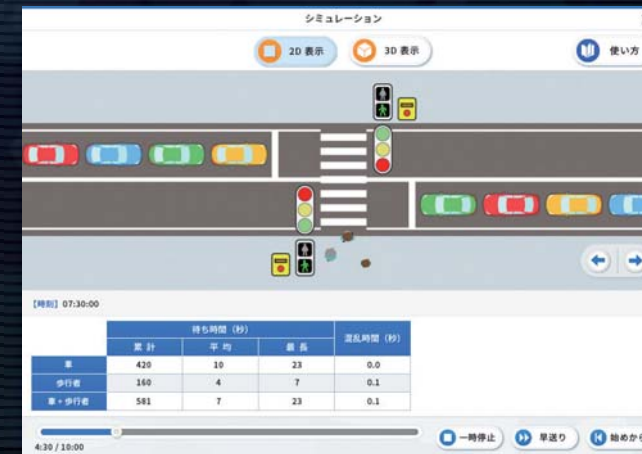 シミュレーション
2D 表示 3D 表示 使い方
【時刻】07:30:00
待ち時間(秒) 混乱時間(秒)
累計 平均 最長
車 420 10 23 0.0
歩行者 160 4 7 0.1
車+歩行者 581 7 23 0.1
4:30 / 10:00 一時停止 早送り 始めから